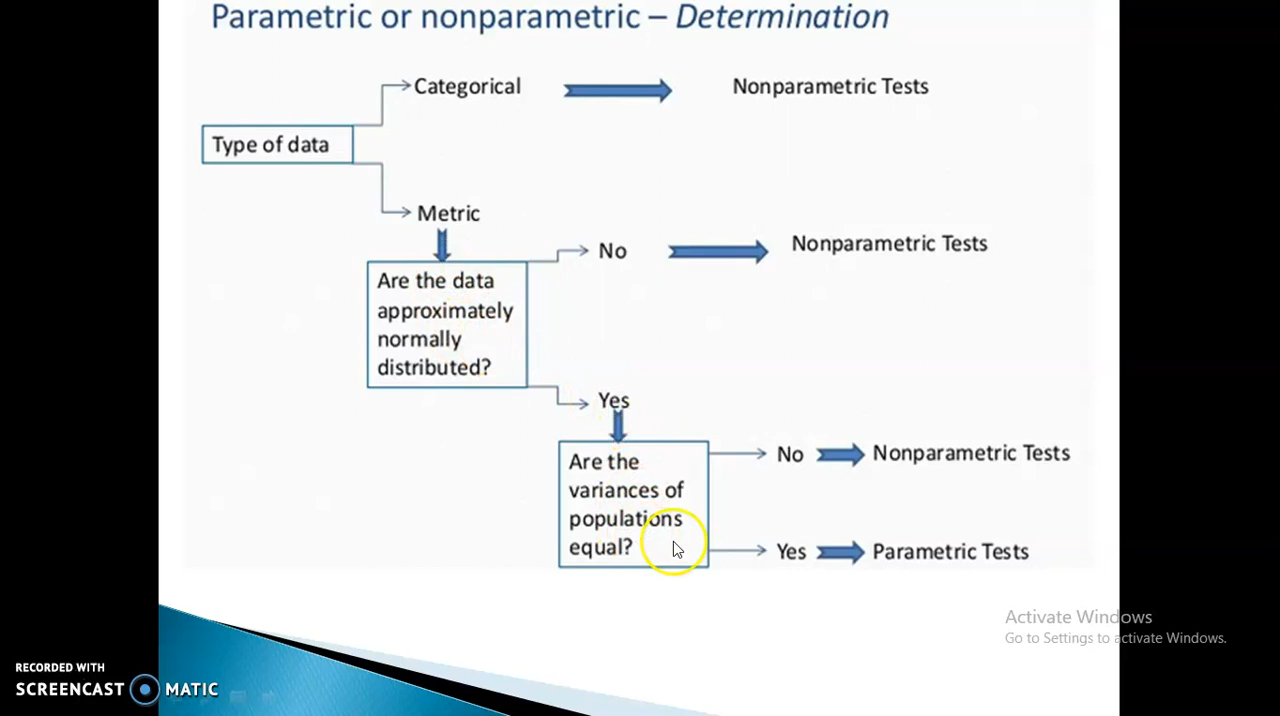 Parametric or nonparametric – Determination
Categorical
Nonparametric Tests
Type of data
Metric
No
Nonparametric Tests
Are the data
approximately
normally
distributed?
Yes
Are the
variances of
populations
equal?
No
Nonparametric Tests
Yes
Parametric Tests
Activate Windows
Go to Settings to activate Windows.
RECORDED WITH
SCREENCAST MATIC